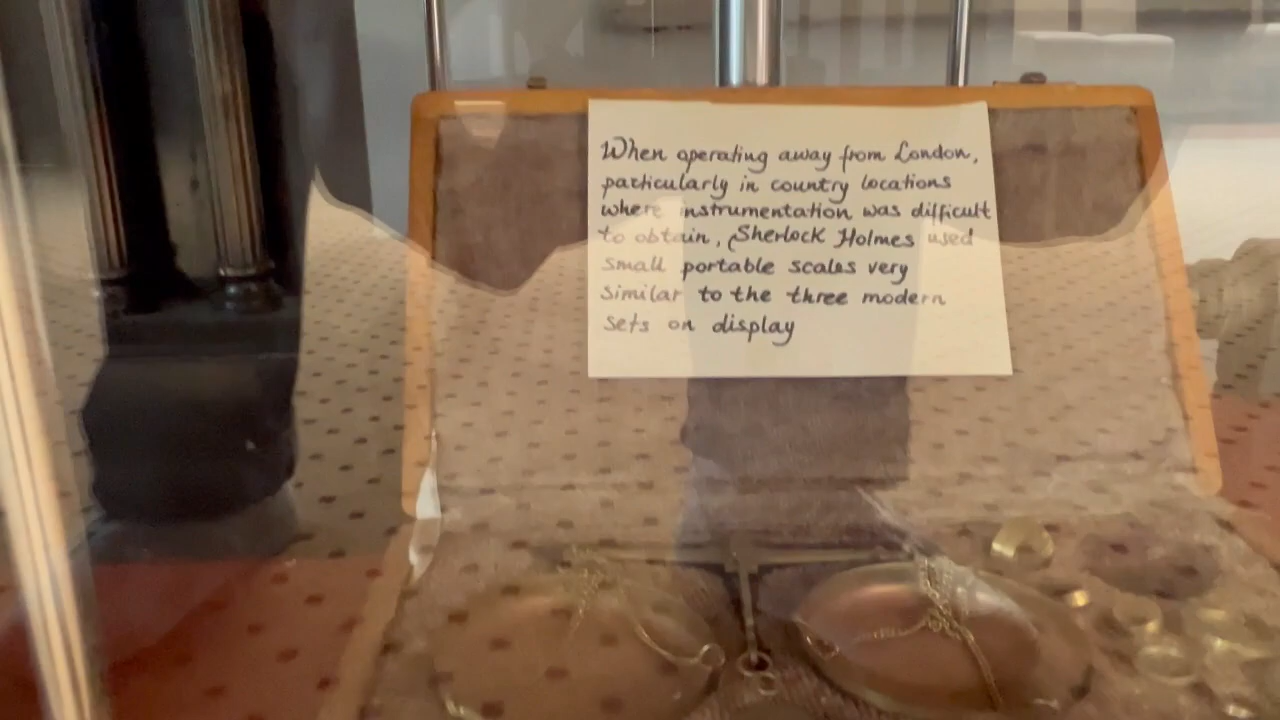 When operating away from London,
particularly in country locations
where instrumentation was difficult
to obtain, Sherlock Holmes used
small portable scales very
similar to the three modern
sets on display